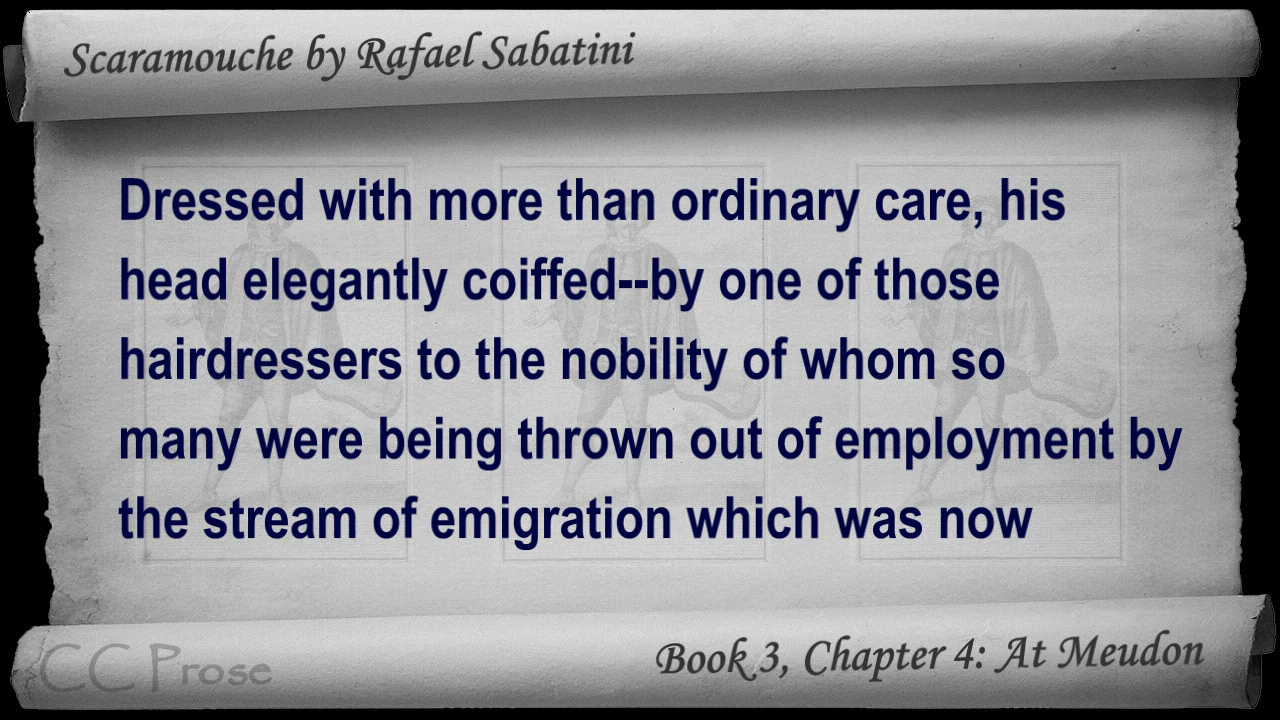 Scaramouche by Rafael Sabatini
Dressed with more than ordinary care, his
head elegantly coiffed--by one of those
hairdressers to the nobility of whom so
many were being thrown out of employment by
the stream of emigration which was now
CC Prose
Book 3, Chapter 4: At Meudon